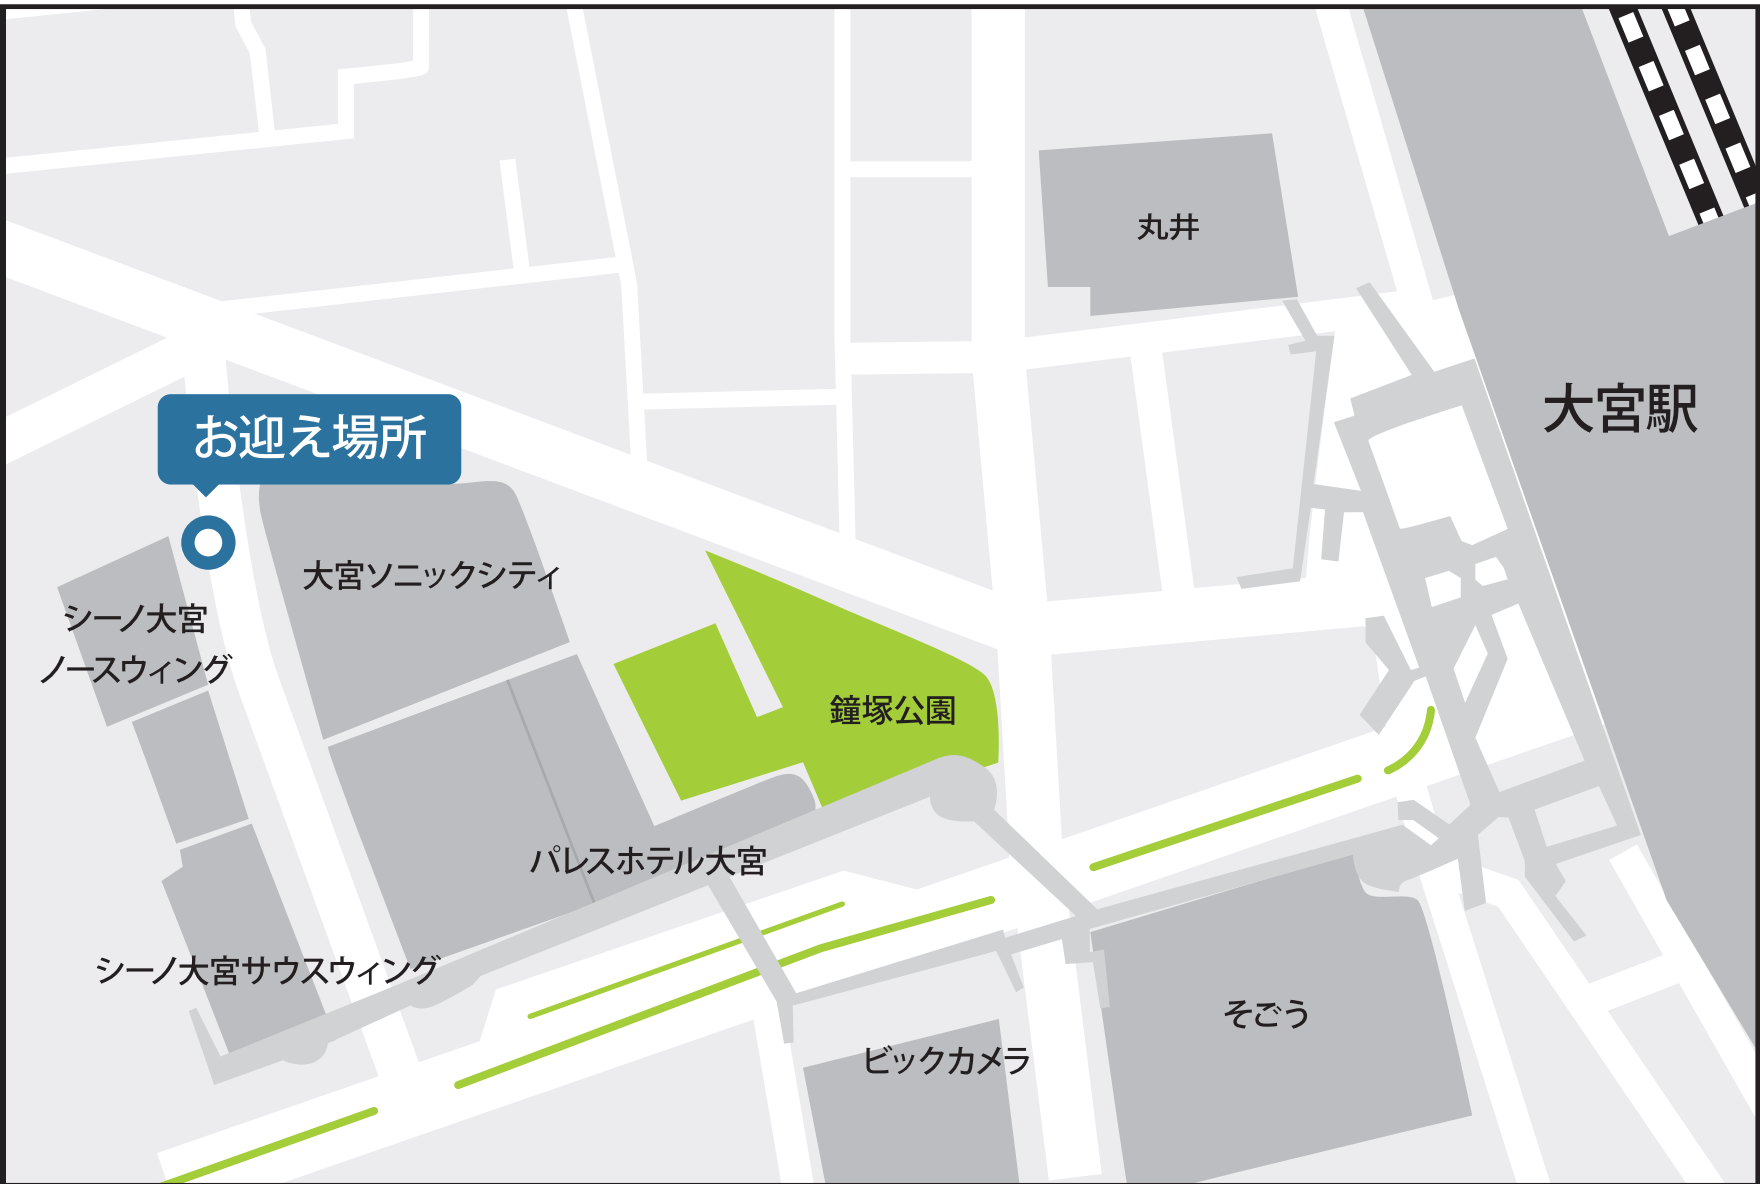 丸井
大宮駅
お迎え場所
大宮ソニックシティ
シーノ大宮
ノースウィング
鐘塚公園
パレスホテル大宮
シーノ大宮サウスウィング
そごう
ビックカメラ